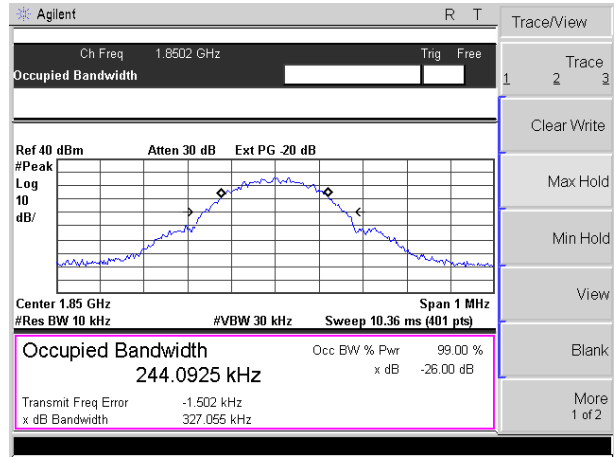 Agilent R T
Trace/View
Ch Freq 1.8502 GHz Trig Free
Occupied Bandwidth
Trace
1 2 3
Clear Write
Ref 40 dBm Atten 30 dB Ext PG -20 dB
#Peak
Log
10
dB/
Max Hold
Min Hold
View
Center 1.85 GHz Span 1 MHz
#Res BW 10 kHz #VBW 30 kHz Sweep 10.36 ms (401 pts)
Occupied Bandwidth Occ BW % Pwr 99.00 %
244.0925 kHz x dB -26.00 dB
Blank
Transmit Freq Error -1.502 kHz
x dB Bandwidth 327.055 kHz
More
1 of 2